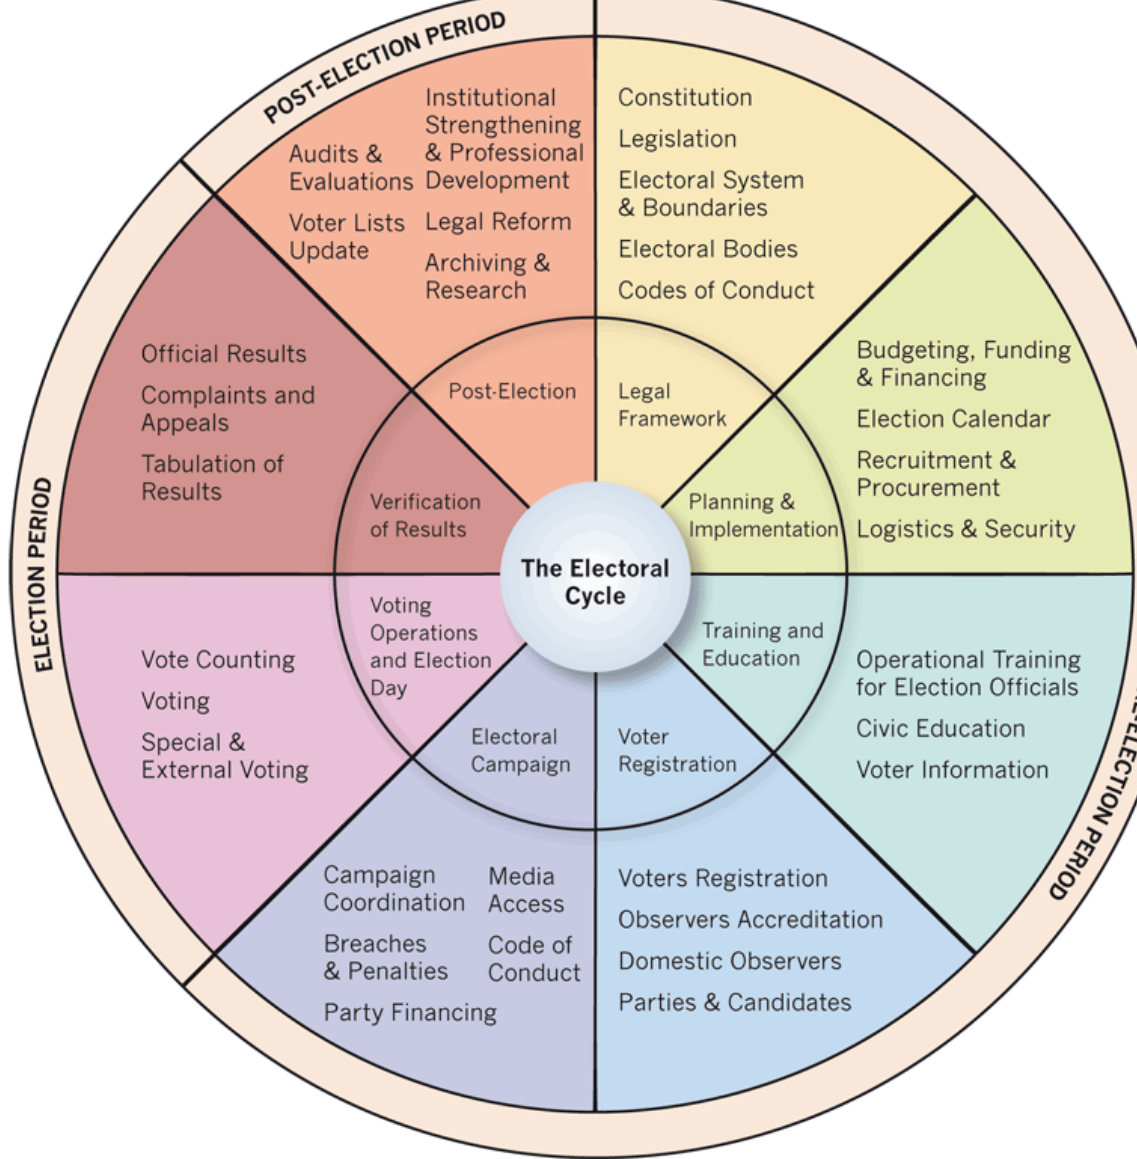 POST-ELECTION PERIOD
Institutional
Strengthening
& Professional
Development
Legal Reform
Archiving &
Research
Audits &
Evaluations
Voter Lists
Update
Post-Election
Constitution
Legislation
Electoral System
& Boundaries
Electoral Bodies
Codes of Conduct
Legal
Framework
Budgeting, Funding
& Financing
Election Calendar
Recruitment &
Procurement
Logistics & Security
Planning &
Implementation
Operational Training
for Election Officials
Civic Education
Voter Information
Training and
Education
Voters Registration
Observers Accreditation
Domestic Observers
Parties & Candidates
Voter
Registration
Campaign
Coordination
Breaches
& Penalties
Party Financing
Media
Access
Code of
Conduct
Electoral
Campaign
Vote Counting
Voting
Special &
External Voting
Voting
Operations
and Election
Day
Official Results
Complaints and
Appeals
Tabulation of
Results
Verification
of Results
The Electoral
Cycle
ELECTION PERIOD
-ELECTION PERIOD